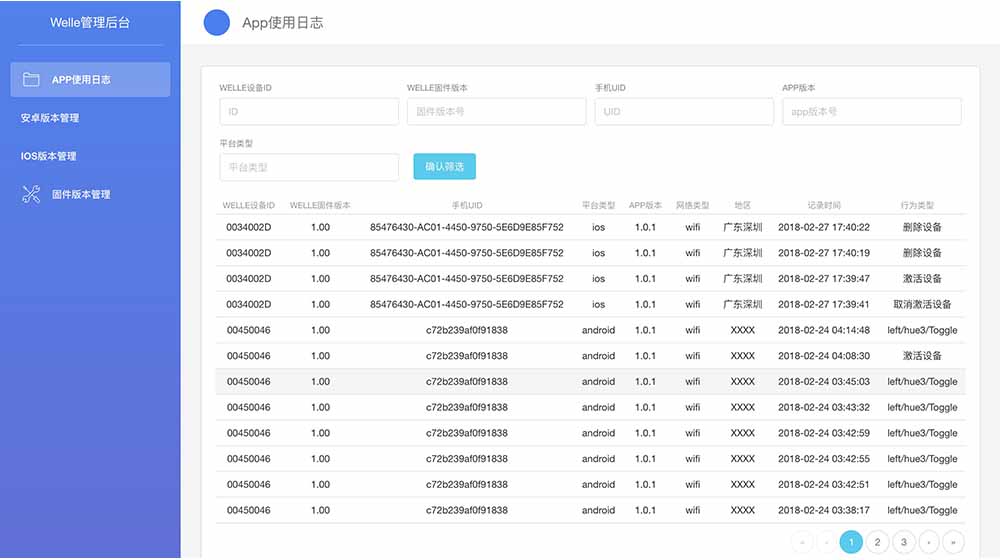 Welle管理后台
APP使用日志
安卓版本管理
IOS版本管理
固件版本管理
App使用日志
WELLE设备ID WELLE固件版本 手机UID APP版本
ID 固件版本号 UID app版本号
平台类型
平台类型 确认筛选
WELLE设备ID WELLE固件版本 手机UID 平台类型 APP版本 网络类型 地区 记录时间 行为类型
0034002D 1.00 85476430-AC01-4450-9750-5E6D9E85F752 ios 1.0.1 wifi 广东深圳 2018-02-27 17:40:22 删除设备
0034002D 1.00 85476430-AC01-4450-9750-5E6D9E85F752 ios 1.0.1 wifi 广东深圳 2018-02-27 17:40:19 删除设备
0034002D 1.00 85476430-AC01-4450-9750-5E6D9E85F752 ios 1.0.1 wifi 广东深圳 2018-02-27 17:39:47 激活设备
0034002D 1.00 85476430-AC01-4450-9750-5E6D9E85F752 ios 1.0.1 wifi 广东深圳 2018-02-27 17:39:41 取消激活设备
00450046 1.00 c72b239af0f91838 android 1.0.1 wifi XXXX 2018-02-24 04:14:48 left/hue3/Toggle
00450046 1.00 c72b239af0f91838 android 1.0.1 wifi XXXX 2018-02-24 04:08:30 激活设备
00450046 1.00 c72b239af0f91838 android 1.0.1 wifi XXXX 2018-02-24 03:45:03 left/hue3/Toggle
00450046 1.00 c72b239af0f91838 android 1.0.1 wifi XXXX 2018-02-24 03:43:32 left/hue3/Toggle
00450046 1.00 c72b239af0f91838 android 1.0.1 wifi XXXX 2018-02-24 03:42:59 left/hue3/Toggle
00450046 1.00 c72b239af0f91838 android 1.0.1 wifi XXXX 2018-02-24 03:42:55 left/hue3/Toggle
00450046 1.00 c72b239af0f91838 android 1.0.1 wifi XXXX 2018-02-24 03:42:51 left/hue3/Toggle
00450046 1.00 c72b239af0f91838 android 1.0.1 wifi XXXX 2018-02-24 03:38:17 left/hue3/Toggle
« ‹ 1 2 3 › »